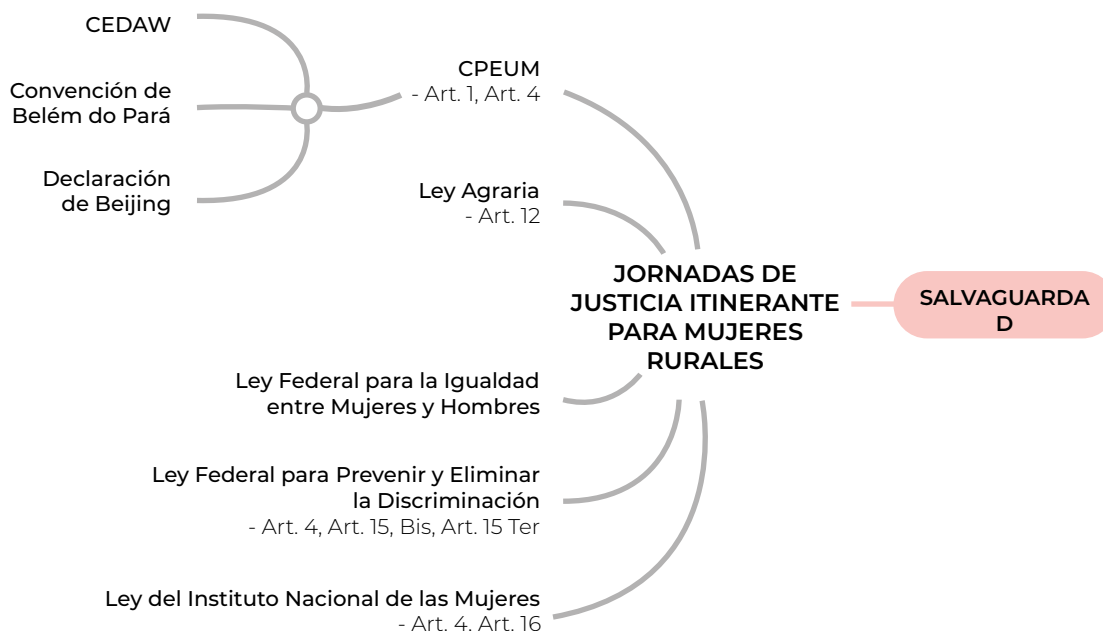 CEDAW
Convención de
Belém do Pará
Declaración
de Beijing
CPEUM
- Art. 1, Art. 4
Ley Agraria
- Art. 12
JORNADAS DE
JUSTICIA ITINERANTE
PARA MUJERES
RURALES
SALVAGUARDA
D
Ley Federal para la Igualdad
entre Mujeres y Hombres
Ley Federal para Prevenir y Eliminar
la Discriminación
- Art. 4, Art. 15, Bis, Art. 15 Ter
Ley del Instituto Nacional de las Mujeres
- Art. 4, Art. 16